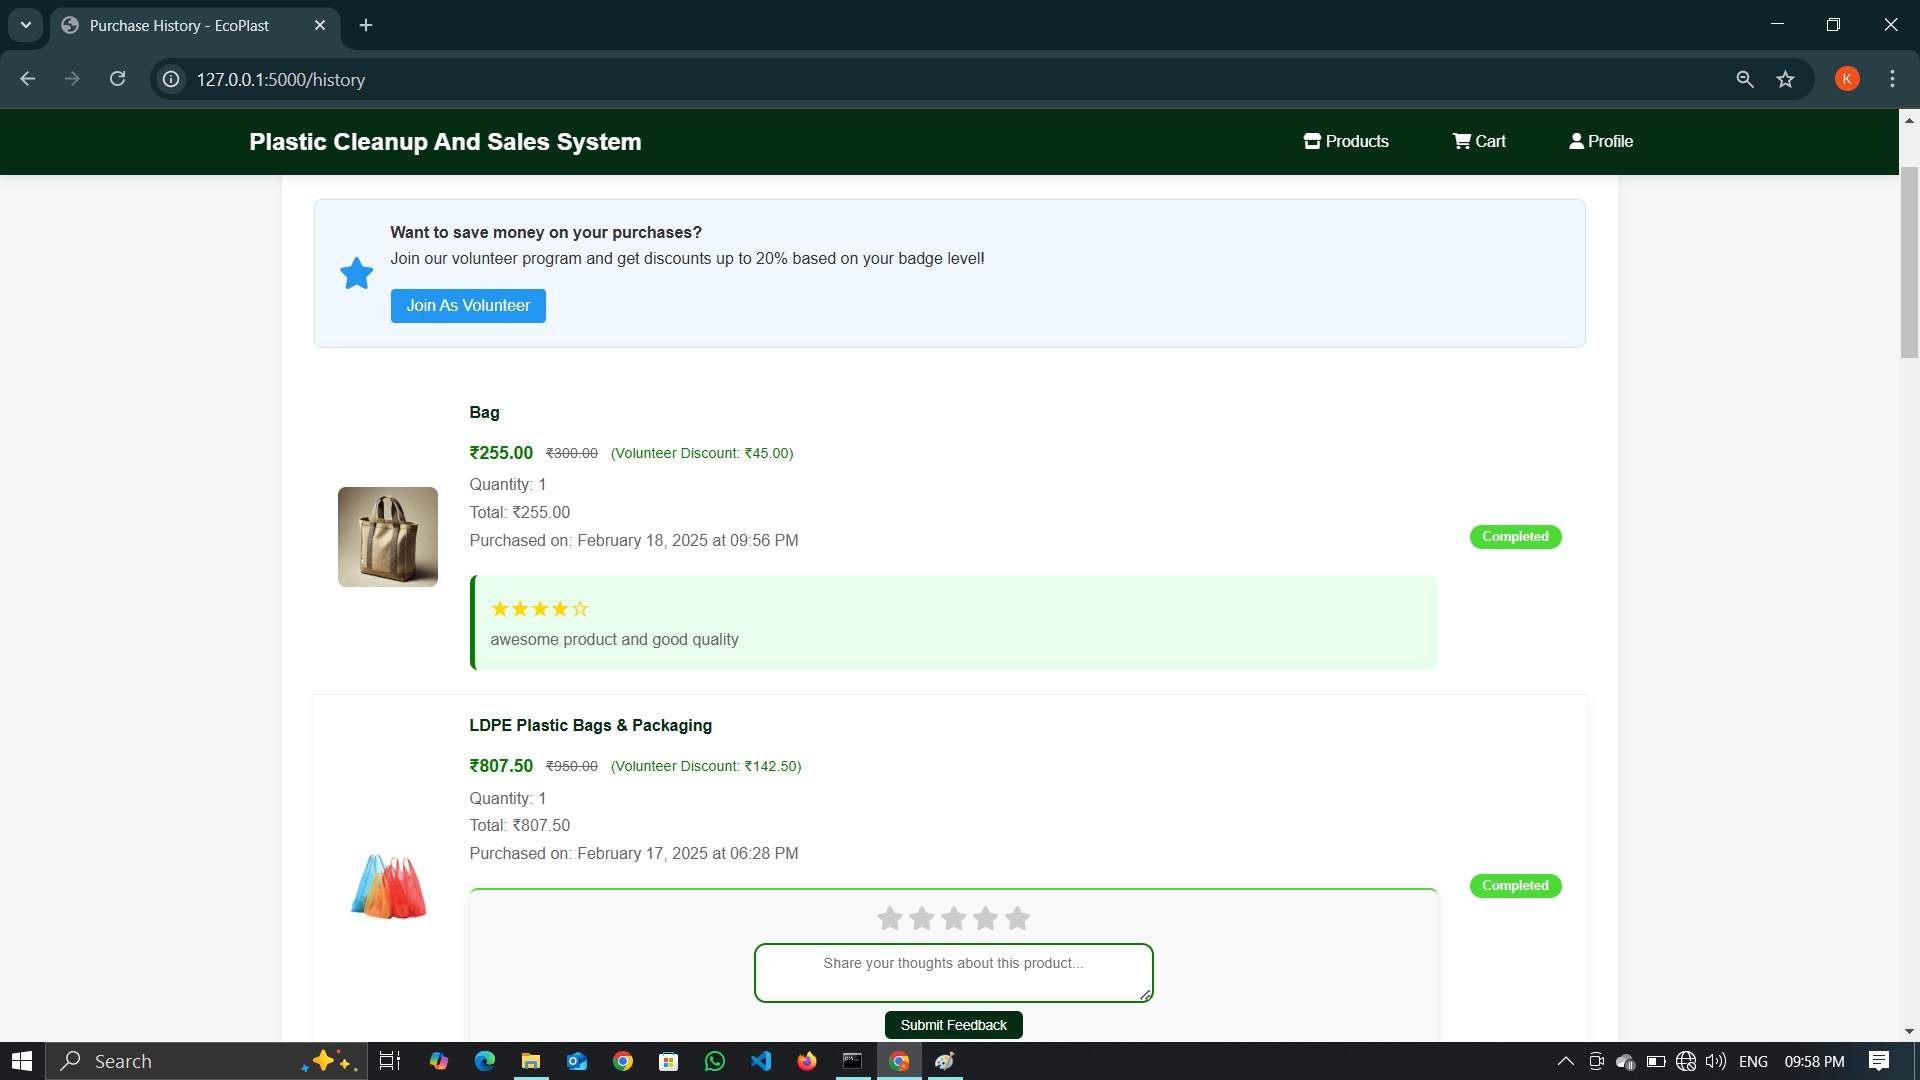 Purchase History - EcoPlast
127.0.0.1:5000/history
K
Plastic Cleanup And Sales System
Products
Cart
Profile
Want to save money on your purchases?
Join our volunteer program and get discounts up to 20% based on your badge level!
Join As Volunteer
Bag
₹255.00 ₹300.00 (Volunteer Discount: ₹45.00)
Quantity: 1
Total: ₹255.00
Purchased on: February 18, 2025 at 09:56 PM
Completed
★★★★☆
awesome product and good quality
LDPE Plastic Bags & Packaging
₹807.50 ₹950.00 (Volunteer Discount: ₹142.50)
Quantity: 1
Total: ₹807.50
Purchased on: February 17, 2025 at 06:28 PM
Completed
Share your thoughts about this product...
Submit Feedback
Search
ENG
09:58 PM